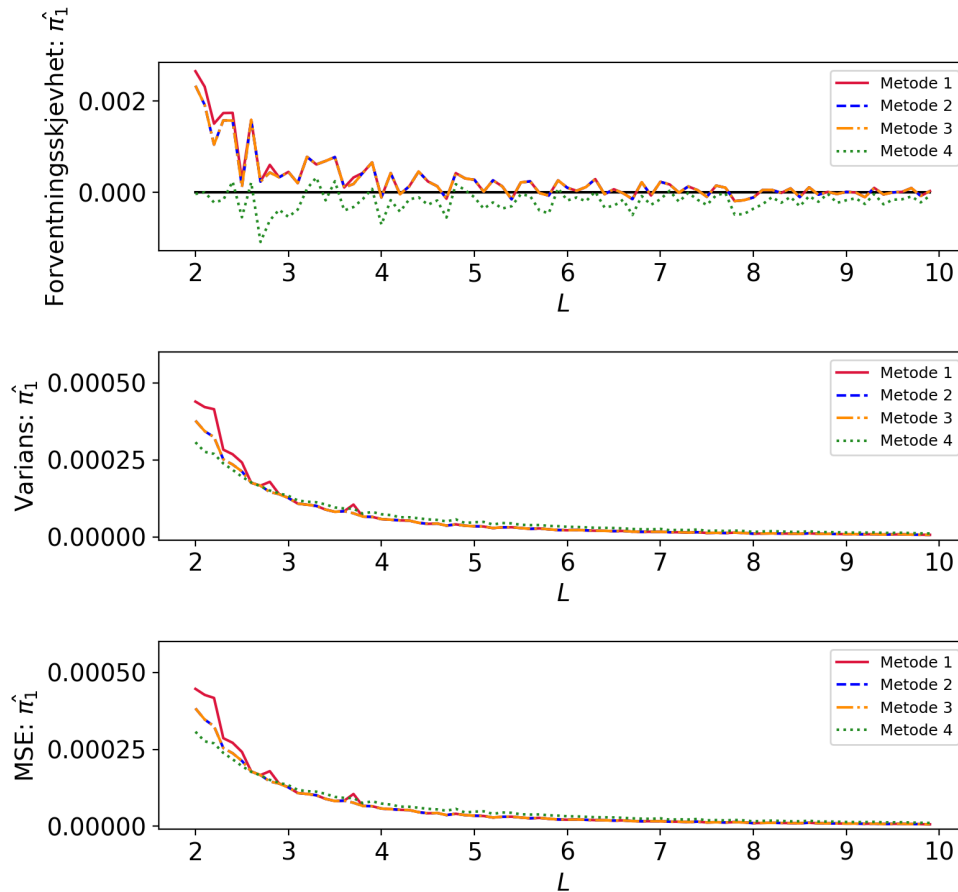 Forventningsskjevhet: π̂_1
0.002
0.000
Metode 1
Metode 2
Metode 3
Metode 4
2 3 4 5 6 7 8 9 10
L
Varians: π̂_1
0.00050
0.00025
0.00000
Metode 1
Metode 2
Metode 3
Metode 4
2 3 4 5 6 7 8 9 10
L
MSE: π̂_1
0.00050
0.00025
0.00000
Metode 1
Metode 2
Metode 3
Metode 4
2 3 4 5 6 7 8 9 10
L